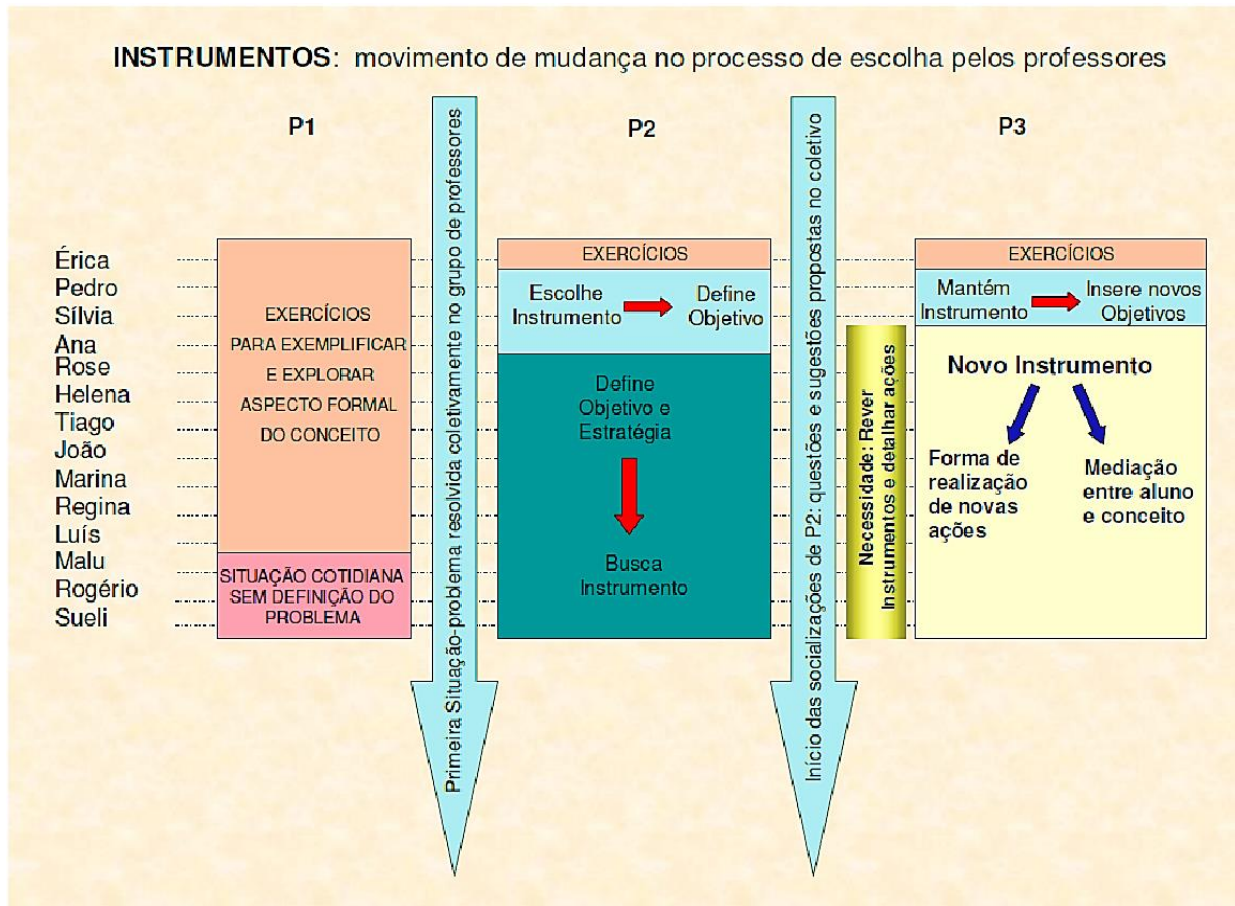 INSTRUMENTOS: movimento de mudança no processo de escolha pelos professores
P1
P2
P3
Érica
Pedro
Sílvia
Ana
Rose
Helena
Tiago
João
Marina
Regina
Luís
Malu
Rogério
Sueli
EXERCÍCIOS
PARA EXEMPLIFICAR
E EXPLORAR
ASPECTO FORMAL
DO CONCEITO
SITUAÇÃO COTIDIANA
SEM DEFINIÇÃO DO
PROBLEMA
Primeira Situação-problema resolvida coletivamente no grupo de professores
EXERCÍCIOS
Escolhe
Instrumento
Define
Objetivo
Define
Objetivo e
Estratégia
Busca
Instrumento
Início das socializações de P2: questões e sugestões propostas no coletivo
Necessidade: Rever
Instrumentos e detalhar ações
EXERCÍCIOS
Mantém
Instrumento
Insere novos
Objetivos
Novo Instrumento
Forma de
realização
de novas
ações
Mediação
entre aluno
e conceito